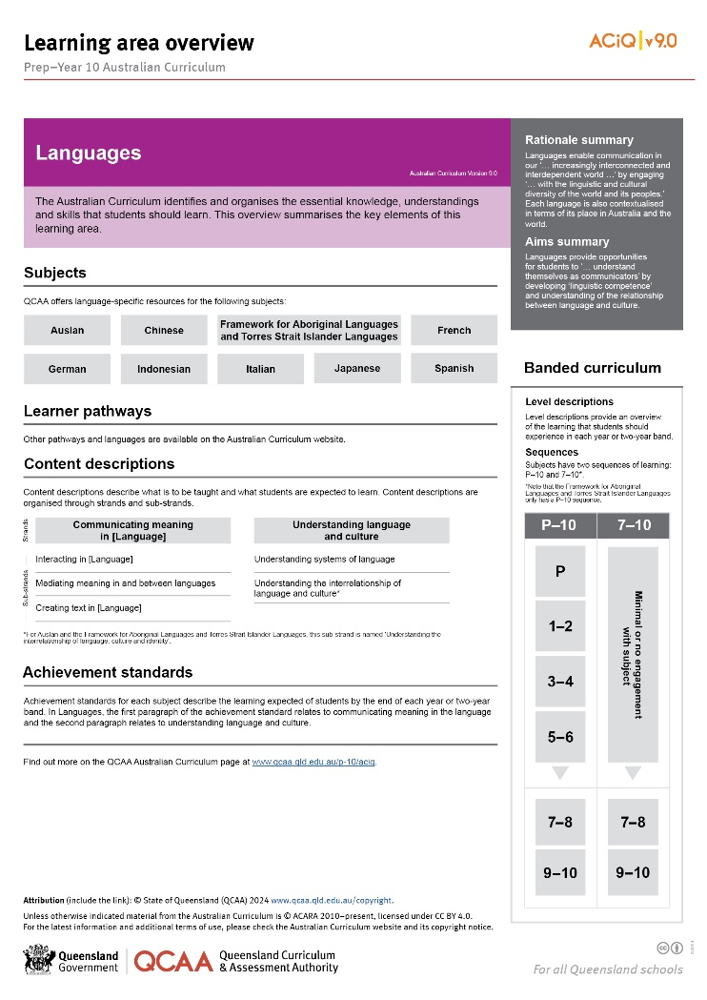 Learning area overview
Prep–Year 10 Australian Curriculum
ACiQ v9.0
Languages
Australian Curriculum Version 9.0
The Australian Curriculum identifies and organises the essential knowledge, understandings
and skills that students should learn. This overview summarises the key elements of this
learning area.
Rationale summary
Languages enable communication in
our ‘… increasingly interconnected and
interdependent world …’ by engaging
‘… with the linguistic and cultural
diversity of the world and its peoples.’
Each language is also contextualised
in terms of its place in Australia and the
world.
Aims summary
Languages provide opportunities
for students to ‘… understand
themselves as communicators’ by
developing ‘linguistic competence’
and understanding of the relationship
between language and culture.
Subjects
QCAA offers language-specific resources for the following subjects:
Auslan
Chinese
Framework for Aboriginal Languages
and Torres Strait Islander Languages
French
German
Indonesian
Italian
Japanese
Spanish
Learner pathways
Other pathways and languages are available on the Australian Curriculum website.
Content descriptions
Content descriptions describe what is to be taught and what students are expected to learn. Content descriptions are
organised through strands and sub-strands.
Strands
Communicating meaning
in [Language]
Understanding language
and culture
Sub-strands
Interacting in [Language]
Understanding systems of language
Mediating meaning in and between languages
Understanding the interrelationship of
language and culture*
Creating text in [Language]
*For Auslan and the Framework for Aboriginal Languages and Torres Strait Islander Languages, this sub strand is named ‘Understanding the
interrelationship of language, culture and identity’.
Achievement standards
Achievement standards for each subject describe the learning expected of students by the end of each year or two-year
band. In Languages, the first paragraph of the achievement standard relates to communicating meaning in the language
and the second paragraph relates to understanding language and culture.
Find out more on the QCAA Australian Curriculum page at www.qcaa.qld.edu.au/p-10/aciq.
Banded curriculum
Level descriptions
Level descriptions provide an overview
of the learning that students should
experience in each year or two-year band.
Sequences
Subjects have two sequences of learning:
P–10 and 7–10*.
*Note that the Framework for Aboriginal
Languages and Torres Strait Islander Languages
only has a P–10 sequence.
P–10
7–10
P
1–2
3–4
5–6
Minimal or no engagement
with subject
7–8
7–8
9–10
9–10
Attribution (include the link): © State of Queensland (QCAA) 2024 www.qcaa.qld.edu.au/copyright.
Unless otherwise indicated material from the Australian Curriculum is © ACARA 2010–present, licensed under CC BY 4.0.
For the latest information and additional terms of use, please check the Australian Curriculum website and its copyright notice.
Queensland
Government
QCAA
Queensland Curriculum
& Assessment Authority
cc
For all Queensland schools